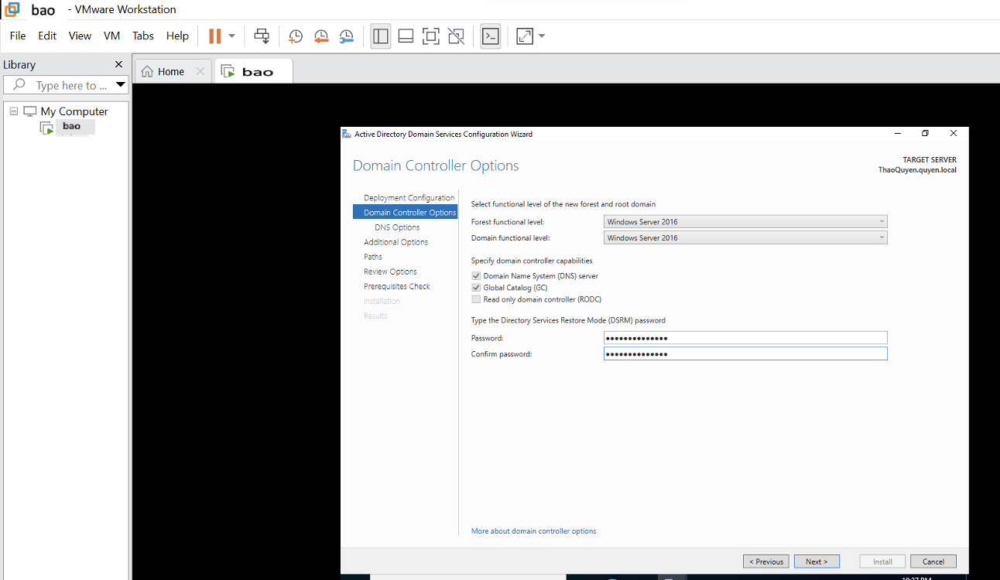 bao - VMware Workstation
File Edit View VM Tabs Help
Library
Home
bao
Type here to ...
My Computer
bao
Active Directory Domain Services Configuration Wizard
Domain Controller Options
TARGET SERVER
ThaoQuyen.quyen.local
Deployment Configuration
Domain Controller Options
DNS Options
Additional Options
Paths
Review Options
Prerequisites Check
Installation
Results
Select functional level of the new forest and root domain
Forest functional level: Windows Server 2016
Domain functional level: Windows Server 2016
Specify domain controller capabilities
Domain Name System (DNS) server
Global Catalog (GC)
Read only domain controller (RODC)
Type the Directory Services Restore Mode (DSRM) password
Password: ••••••••••••••
Confirm password: ••••••••••••••
More about domain controller options
< Previous Next > Install Cancel
10:27 PM